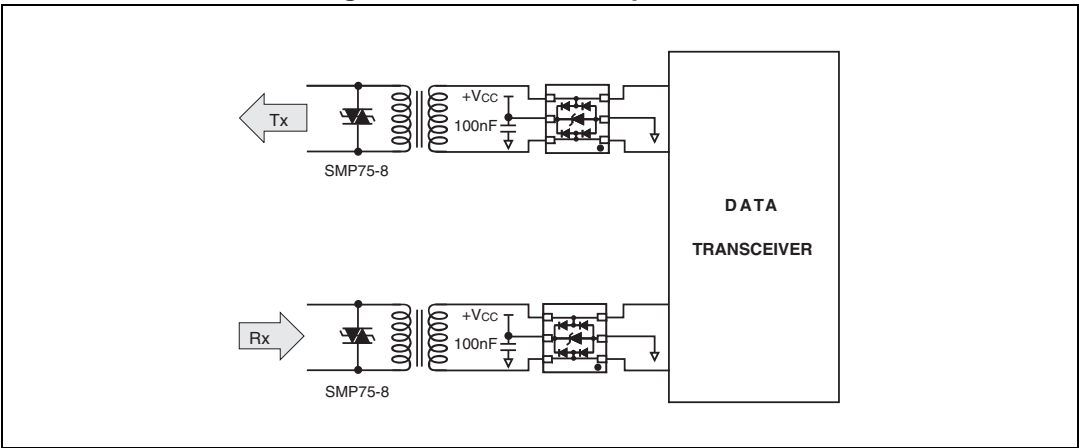 +VCC
Tx
100nF
SMP75-8
DATA
TRANSCEIVER
+VCC
Rx
100nF
SMP75-8